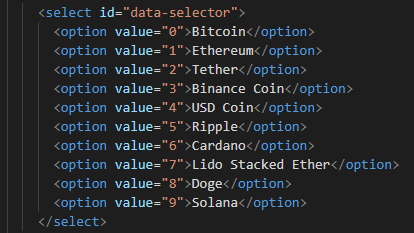 <select id="data-selector">
<option value="0">Bitcoin</option>
<option value="1">Ethereum</option>
<option value="2">Tether</option>
<option value="3">Binance Coin</option>
<option value="4">USD Coin</option>
<option value="5">Ripple</option>
<option value="6">Cardano</option>
<option value="7">Lido Stacked Ether</option>
<option value="8">Doge</option>
<option value="9">Solana</option>
</select>